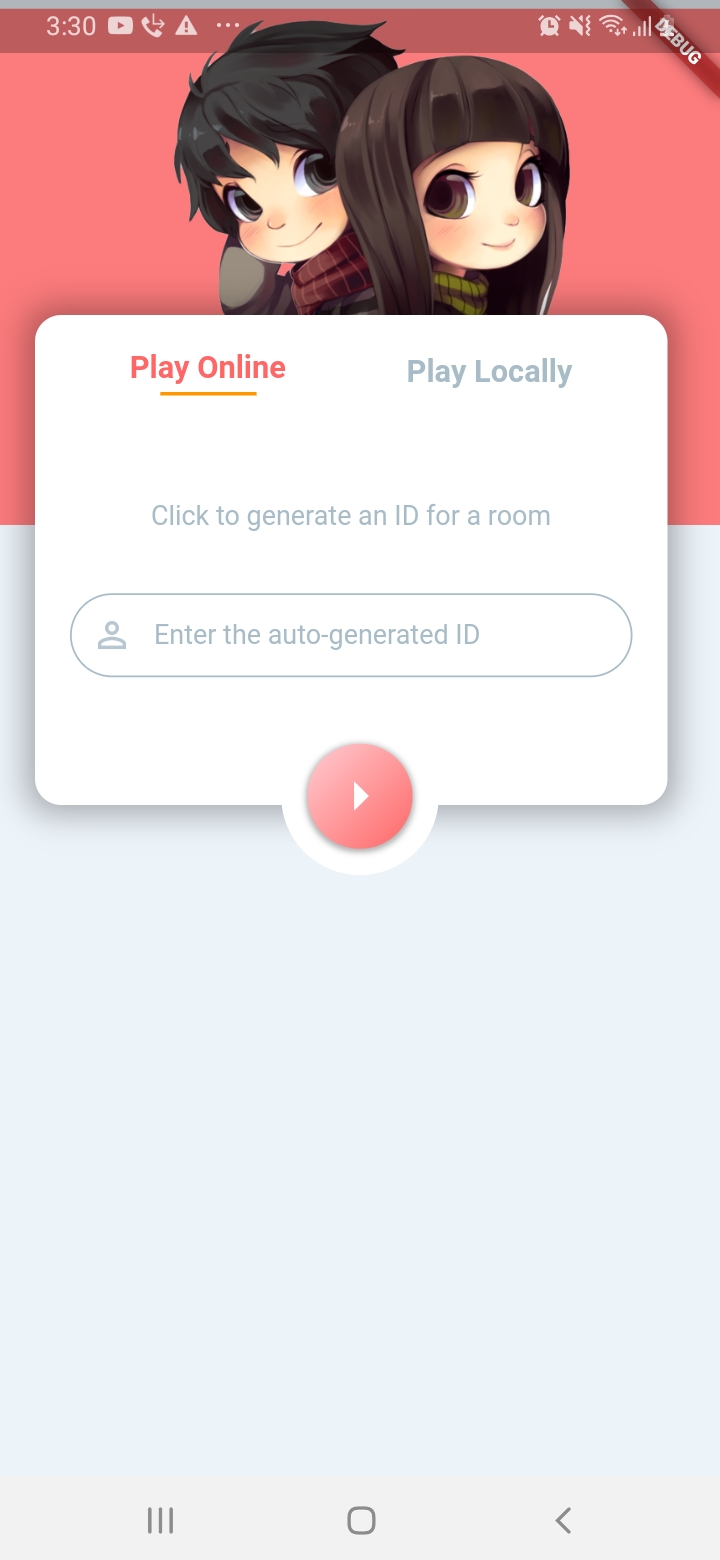 3:30
DEBUG
Play Online
Play Locally
Click to generate an ID for a room
Enter the auto-generated ID